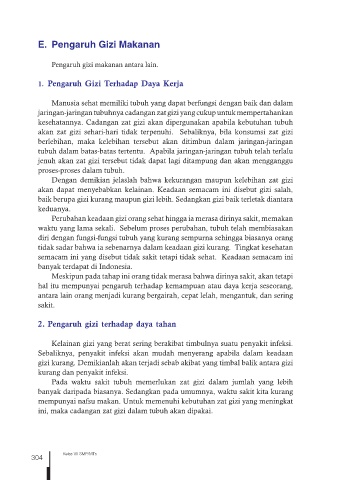 E. Pengaruh Gizi Makanan
Pengaruh gizi makanan antara lain.
1. Pengaruh Gizi Terhadap Daya Kerja
Manusia sehat memiliki tubuh yang dapat berfungsi dengan baik dan dalam
jaringan-jaringan tubuhnya cadangan zat gizi yang cukup untuk mempertahankan
kesehatannya. Cadangan zat gizi akan dipergunakan apabila kebutuhan tubuh
akan zat gizi sehari-hari tidak terpenuhi. Sebaliknya, bila konsumsi zat gizi
berlebihan, maka kelebihan tersebut akan ditimbun dalam jaringan-jaringan
tubuh dalam batas-batas tertentu. Apabila jaringan-jaringan tubuh telah terlalu
jenuh akan zat gizi tersebut tidak dapat lagi ditampung dan akan mengganggu
proses-proses dalam tubuh.
Dengan demikian jelaslah bahwa kekurangan maupun kelebihan zat gizi
akan dapat menyebabkan kelainan. Keadaan semacam ini disebut gizi salah,
baik berupa gizi kurang maupun gizi lebih. Sedangkan gizi baik terletak diantara
keduanya.
Perubahan keadaan gizi orang sehat hingga ia merasa dirinya sakit, memakan
waktu yang lama sekali. Sebelum proses perubahan, tubuh telah membiasakan
diri dengan fungsi-fungsi tubuh yang kurang sempurna sehingga biasanya orang
tidak sadar bahwa ia sebenarnya dalam keadaan gizi kurang. Tingkat kesehatan
semacam ini yang disebut tidak sakit tetapi tidak sehat. Keadaan semacam ini
banyak terdapat di Indonesia.
Meskipun pada tahap ini orang tidak merasa bahwa dirinya sakit, akan tetapi
hal itu mempunyai pengaruh terhadap kemampuan atau daya kerja seseorang,
antara lain orang menjadi kurang bergairah, cepat lelah, mengantuk, dan sering
sakit.
2. Pengaruh gizi terhadap daya tahan
Kelainan gizi yang berat sering berakibat timbulnya suatu penyakit infeksi.
Sebaliknya, penyakit infeksi akan mudah menyerang apabila dalam keadaan
gizi kurang. Demikianlah akan terjadi sebab akibat yang timbal balik antara gizi
kurang dan penyakit infeksi.
Pada waktu sakit tubuh memerlukan zat gizi dalam jumlah yang lebih
banyak daripada biasanya. Sedangkan pada umumnya, waktu sakit kita kurang
mempunyai nafsu makan. Untuk memenuhi kebutuhan zat gizi yang meningkat
ini, maka cadangan zat gizi dalam tubuh akan dipakai.
304